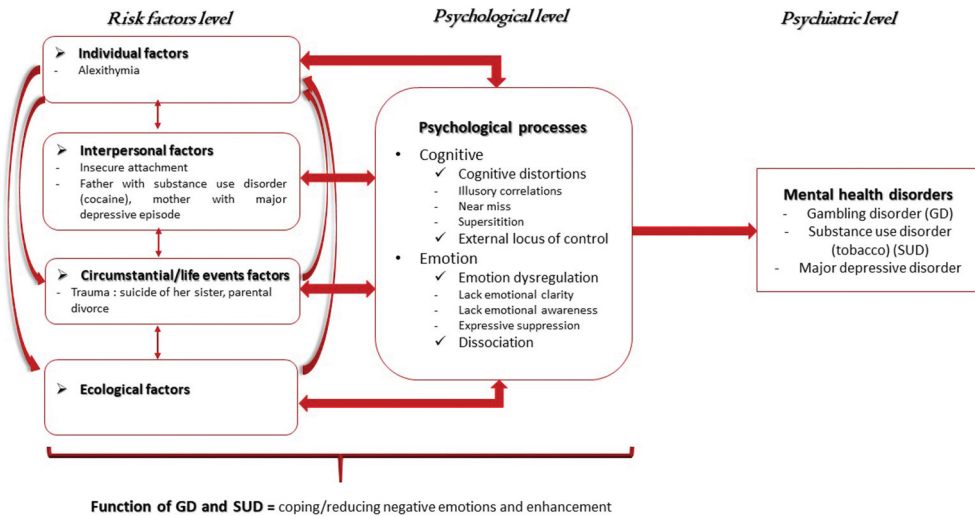 Risk factors level
Psychological level
Psychiatric level
➢ Individual factors
- Alexithymia
➢ Interpersonal factors
- Insecure attachment
- Father with substance use disorder
(cocaine), mother with major
depressive episode
➢ Circumstantial/life events factors
- Trauma : suicide of her sister, parental
divorce
➢ Ecological factors
Psychological processes
• Cognitive
✓ Cognitive distortions
- Illusory correlations
- Near miss
- Supersitition
✓ External locus of control
• Emotion
✓ Emotion dysregulation
- Lack emotional clarity
- Lack emotional awareness
- Expressive suppression
✓ Dissociation
Mental health disorders
- Gambling disorder (GD)
- Substance use disorder
(tobacco) (SUD)
- Major depressive disorder
Function of GD and SUD = coping/reducing negative emotions and enhancement